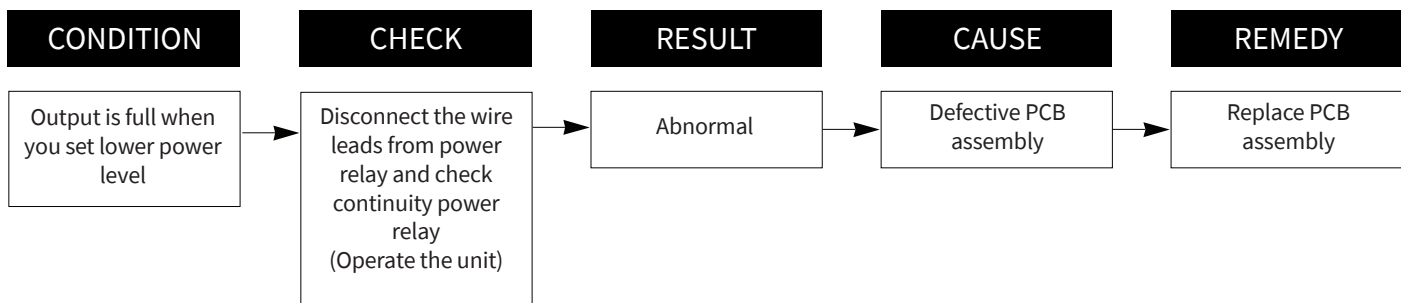 CONDITION
CHECK
RESULT
CAUSE
REMEDY
Output is full when
you set lower power
level
Disconnect the wire
leads from power
relay and check
continuity power
relay
(Operate the unit)
Abnormal
Defective PCB
assembly
Replace PCB
assembly